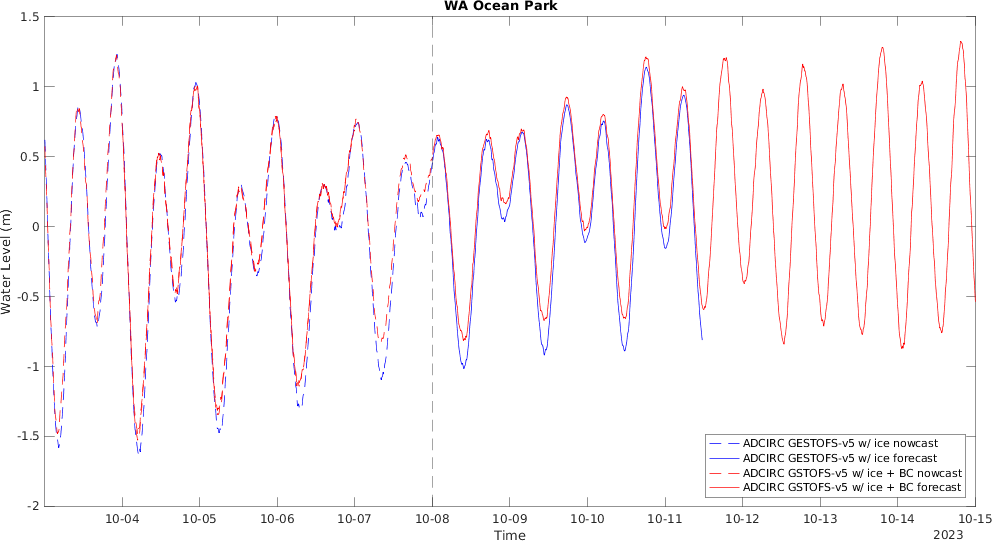 WA Ocean Park
Water Level (m)
1.5
1
0.5
0
-0.5
-1
-1.5
-2
10-04 10-05 10-06 10-07 10-08 10-09 10-10 10-11 10-12 10-13 10-14 10-15
Time
2023
ADCIRC GESTOFS-v5 w/ ice nowcast
ADCIRC GESTOFS-v5 w/ ice forecast
ADCIRC GSTOFS-v5 w/ ice + BC nowcast
ADCIRC GSTOFS-v5 w/ ice + BC forecast